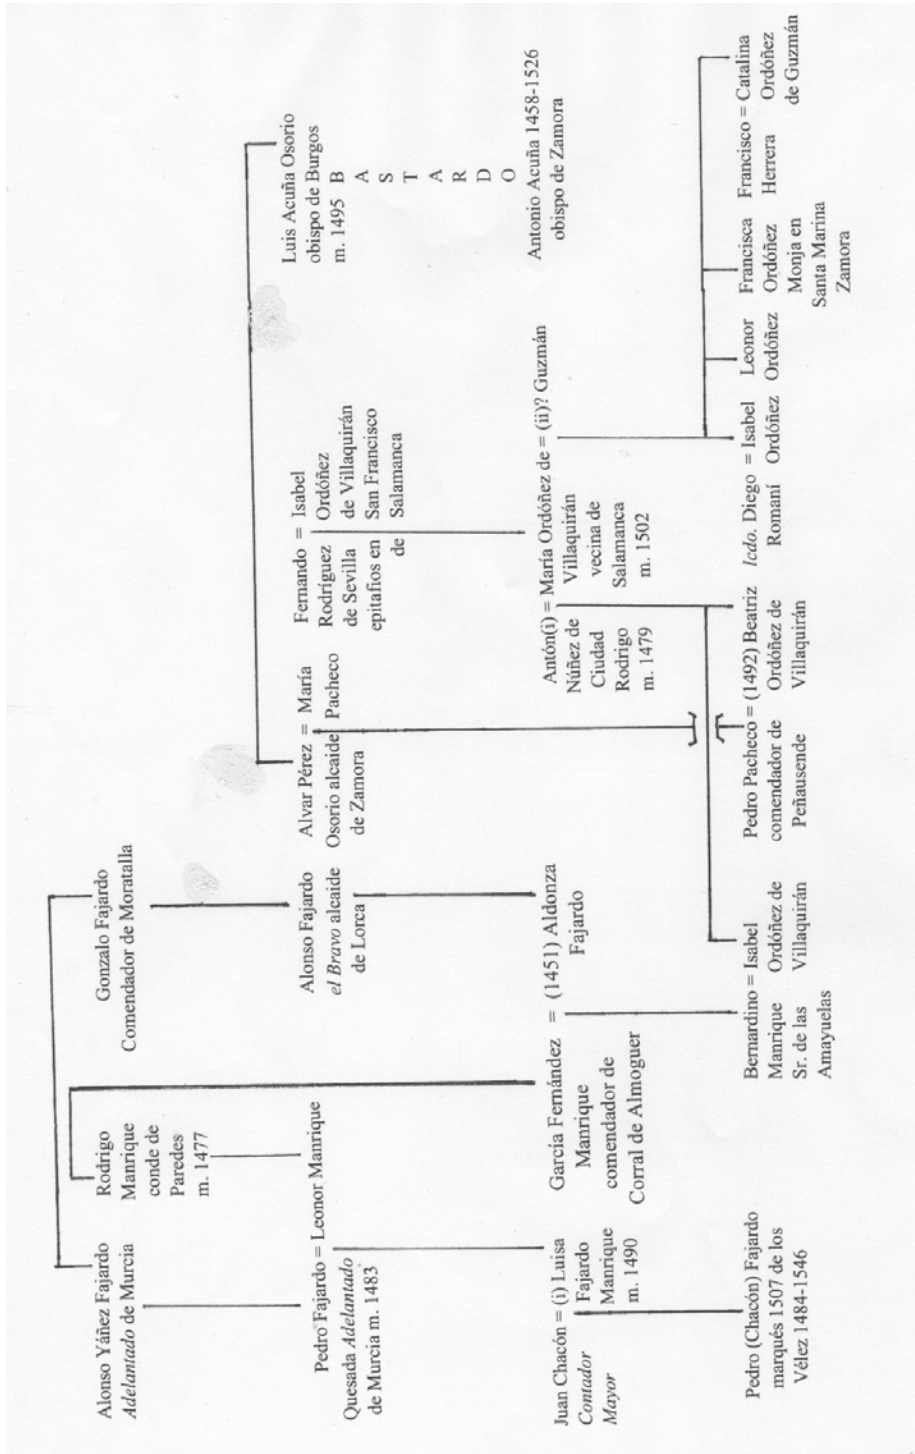 Alonso Yáñez Fajardo
Adelantado de Murcia
Rodrigo
Manrique
conde de
Paredes
m. 1477
Gonzalo Fajardo
Comendador de Moratalla
Pedro Fajardo = Leonor Manrique
Quesada Adelantado
de Murcia m. 1483
Alonso Fajardo
el Bravo alcaide
de Lorca
Alvar Pérez = María
Osorio alcaide Pacheco
de Zamora
Fernando = Isabel
Rodríguez Ordóñez
de Sevilla de Villaquirán
epitafios en San Francisco
de Salamanca
Luis Acuña Osorio
obispo de Burgos
m. 1495 B
A
S
T
A
R
D
O
Juan Chacón = (i) Luisa
Contador Fajardo
Mayor Manrique
m. 1490
García Fernández = (1451) Aldonza
Manrique Fajardo
comendador de
Corral de Almoguer
Antón(i) = María Ordóñez de = (ii)? Guzmán
Núñez de Villaquirán
Ciudad vecina de
Rodrigo Salamanca
m. 1479 m. 1502
Antonio Acuña 1458-1526
obispo de Zamora
Pedro (Chacón) Fajardo
marqués 1507 de los
Vélez 1484-1546
Bernardino = Isabel
Manrique Ordóñez de
Sr. de las Villaquirán
Amayuelas
Pedro Pacheco = (1492) Beatriz
comendador de Ordóñez de
Peñausende Villaquirán
lcdo. Diego = Isabel
Romaní Ordóñez
Leonor
Ordóñez
Francisca
Ordóñez
Monja en
Santa Marina
Zamora
Francisco = Catalina
Herrera Ordóñez
de Guzmán